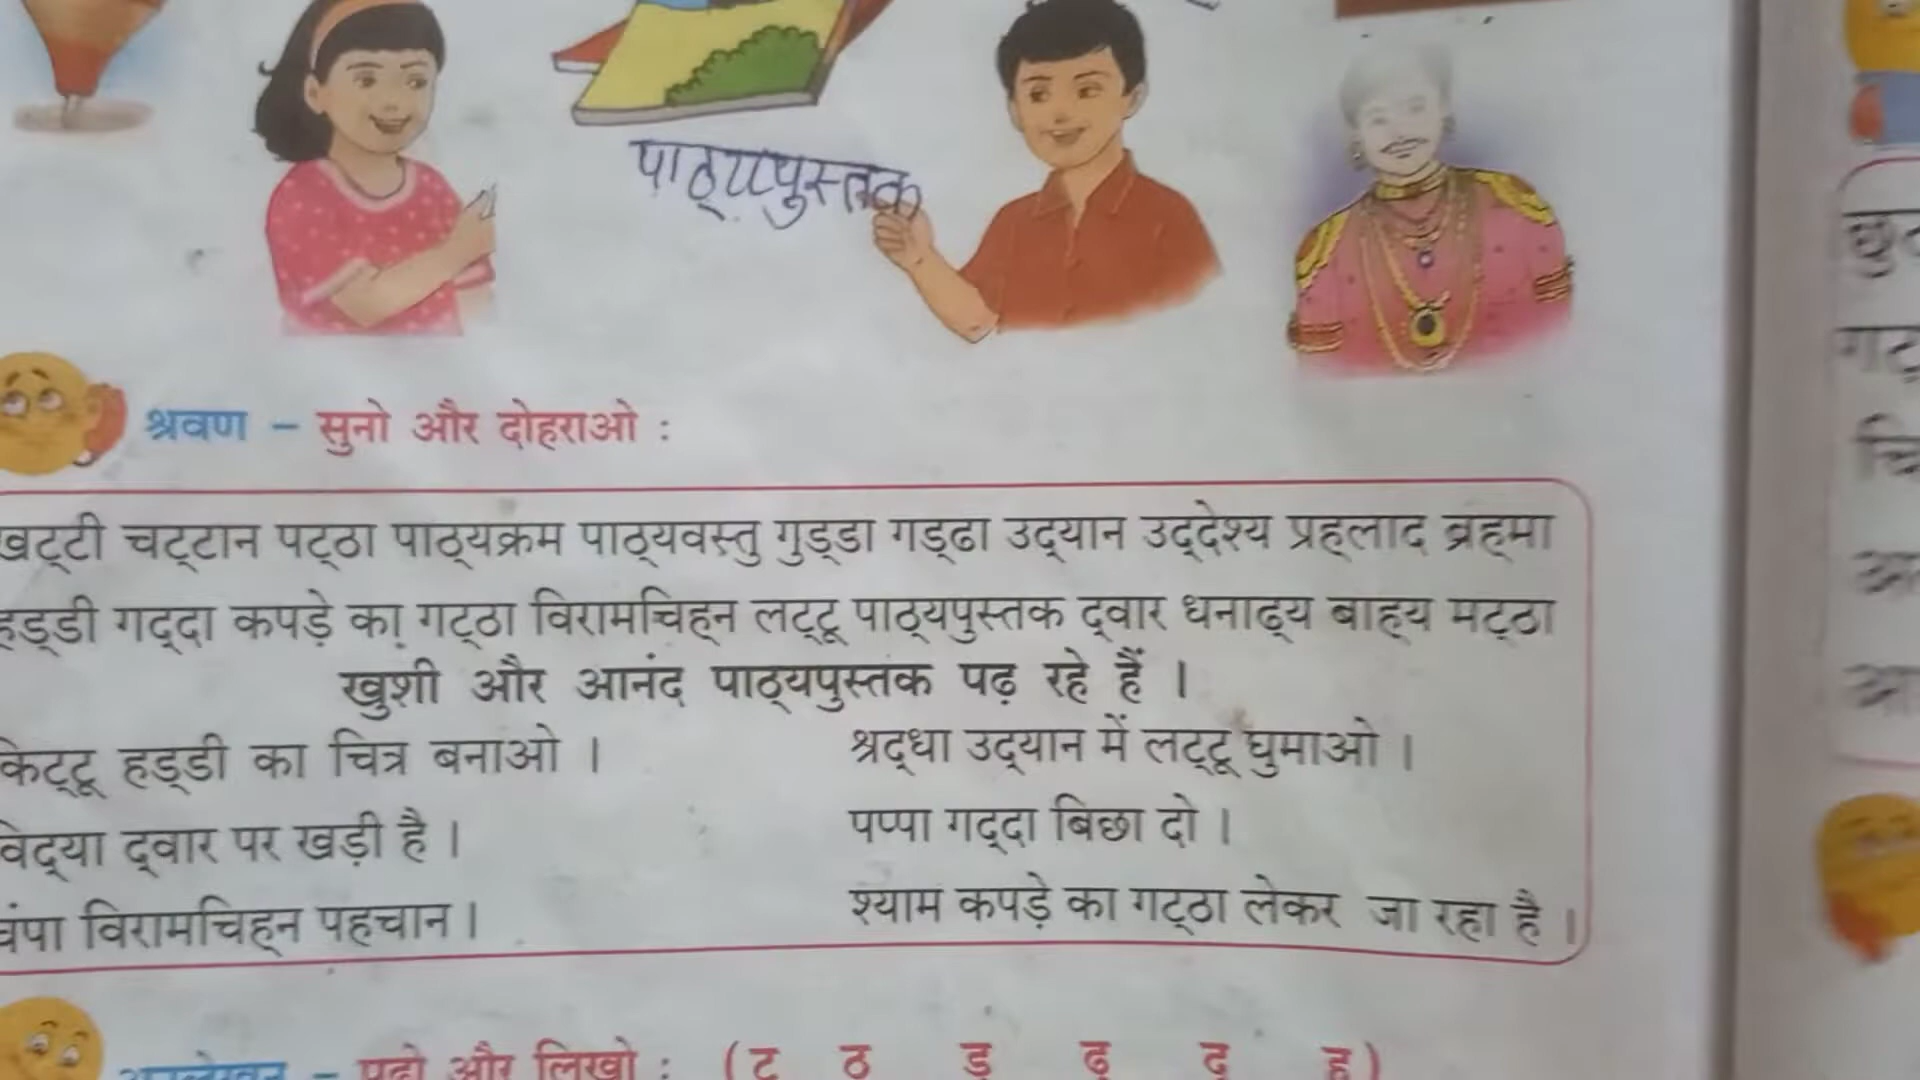 पाठ्यपुस्तक
श्रवण – सुनो और दोहराओ :
खट्‌टी चट्‌टान पट्‌ठा पाठ्‌यक्रम पाठ्‌यवस्तु गुड्‌डा गड्‌ढा उद्‌यान उद्‌देश्य प्रह्‌लाद ब्रह्‌मा
हड्‌डी गद्‌दा कपड़े का गट्‌ठा विरामचिह्‌न लट्‌टू पाठ्‌यपुस्तक द्‌वार धनाढ्‌य बाह्‌य मट्‌ठा
खुशी और आनंद पाठ्‌यपुस्तक पढ़ रहे हैं ।
किट्‌टू हड्‌डी का चित्र बनाओ ।
श्रद्‌धा उद्‌यान में लट्‌टू घुमाओ ।
विद्‌या द्‌वार पर खड़ी है ।
पप्पा गद्‌दा बिछा दो ।
चंपा विरामचिह्‌न पहचान ।
श्याम कपड़े का गट्‌ठा लेकर जा रहा है ।
– पढ़ो और लिखो : (ट ठ ड ढ द ह)